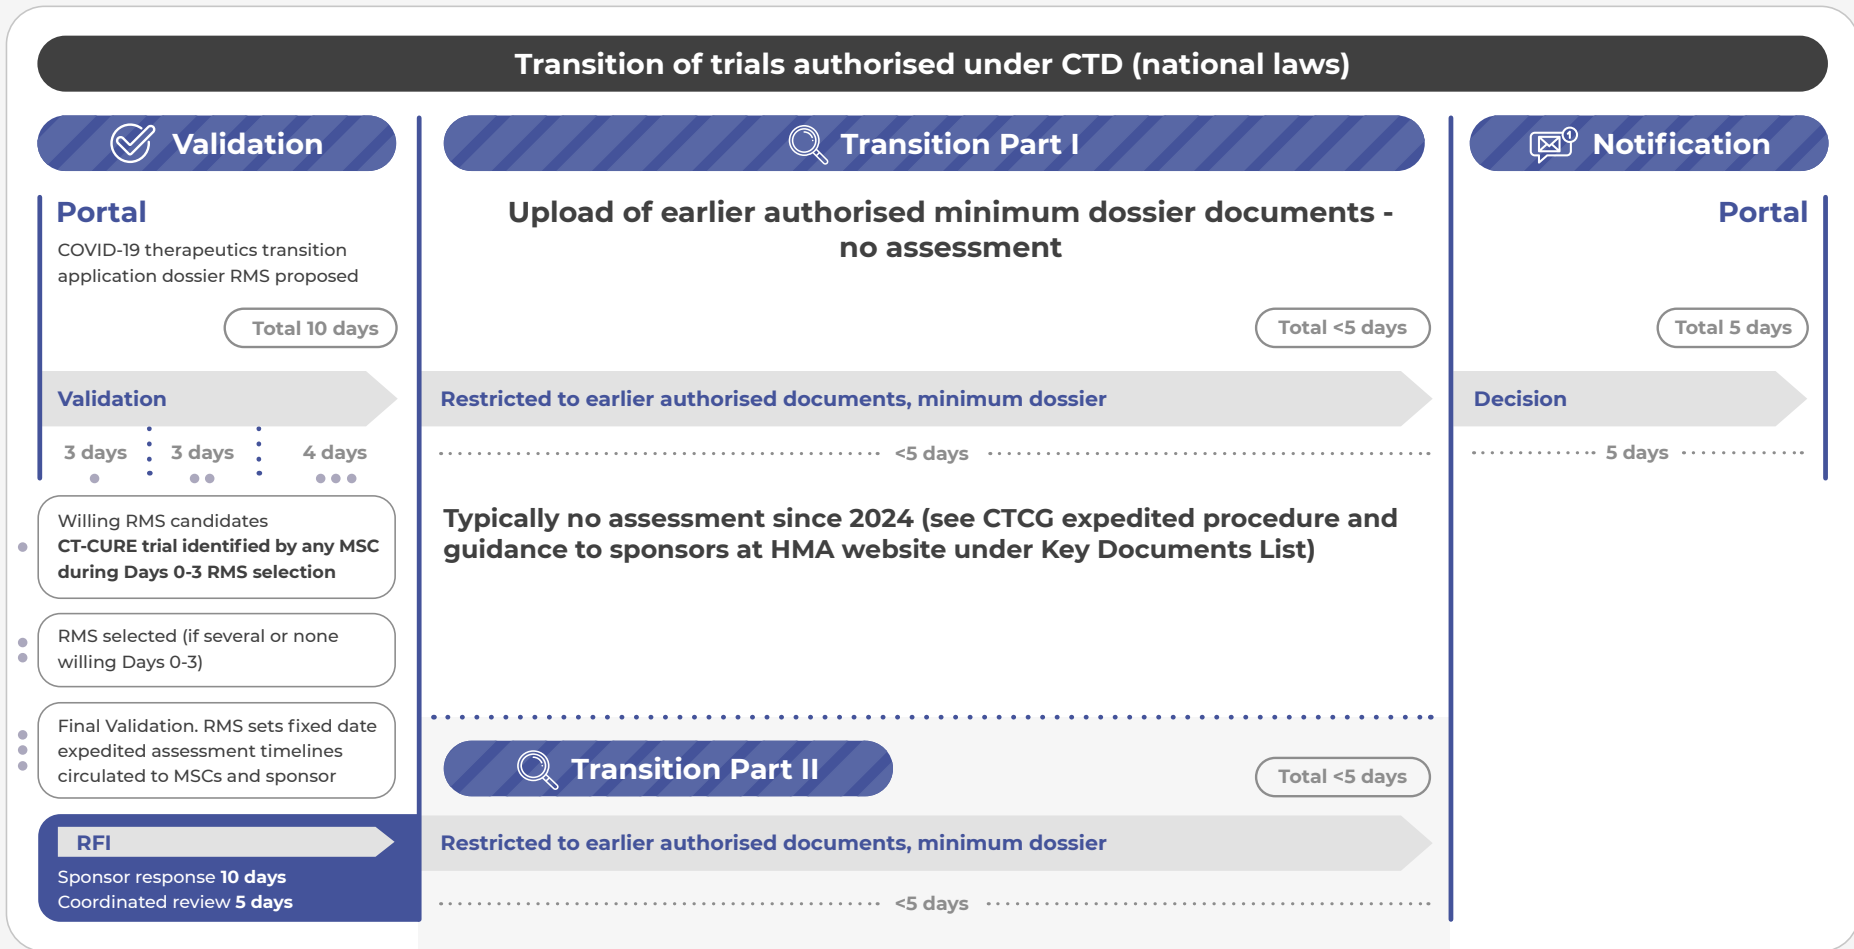 Transition of trials authorised under CTD (national laws)
Validation
Portal
COVID-19 therapeutics transition
application dossier RMS proposed
Total 10 days
Validation
3 days
3 days
4 days
Willing RMS candidates
CT-CURE trial identified by any MSC
during Days 0-3 RMS selection
RMS selected (if several or none
willing Days 0-3)
Final Validation. RMS sets fixed date
expedited assessment timelines
circulated to MSCs and sponsor
RFI
Sponsor response 10 days
Coordinated review 5 days
Transition Part I
Upload of earlier authorised minimum dossier documents -
no assessment
Total <5 days
Restricted to earlier authorised documents, minimum dossier
<5 days
Typically no assessment since 2024 (see CTCG expedited procedure and
guidance to sponsors at HMA website under Key Documents List)
Transition Part II
Total <5 days
Restricted to earlier authorised documents, minimum dossier
<5 days
1
Notification
Portal
Total 5 days
Decision
5 days